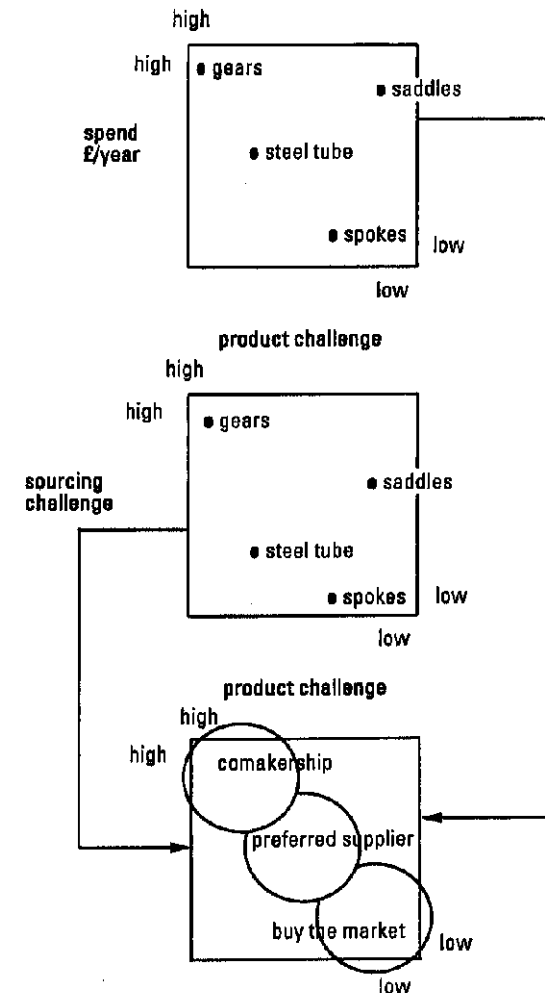 high
high
gears
saddles
spend
£/year
steel tube
spokes
low
low
product challenge
high
high
gears
sourcing
challenge
saddles
steel tube
spokes
low
low
product challenge
high
high
comakership
preferred supplier
buy the market
low
low